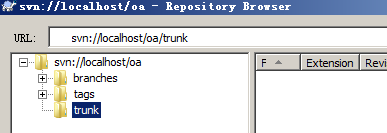 svn://localhost/oa - Repository Browser
URL: svn://localhost/oa/trunk
svn://localhost/oa
branches
tags
trunk
F Extension Revi